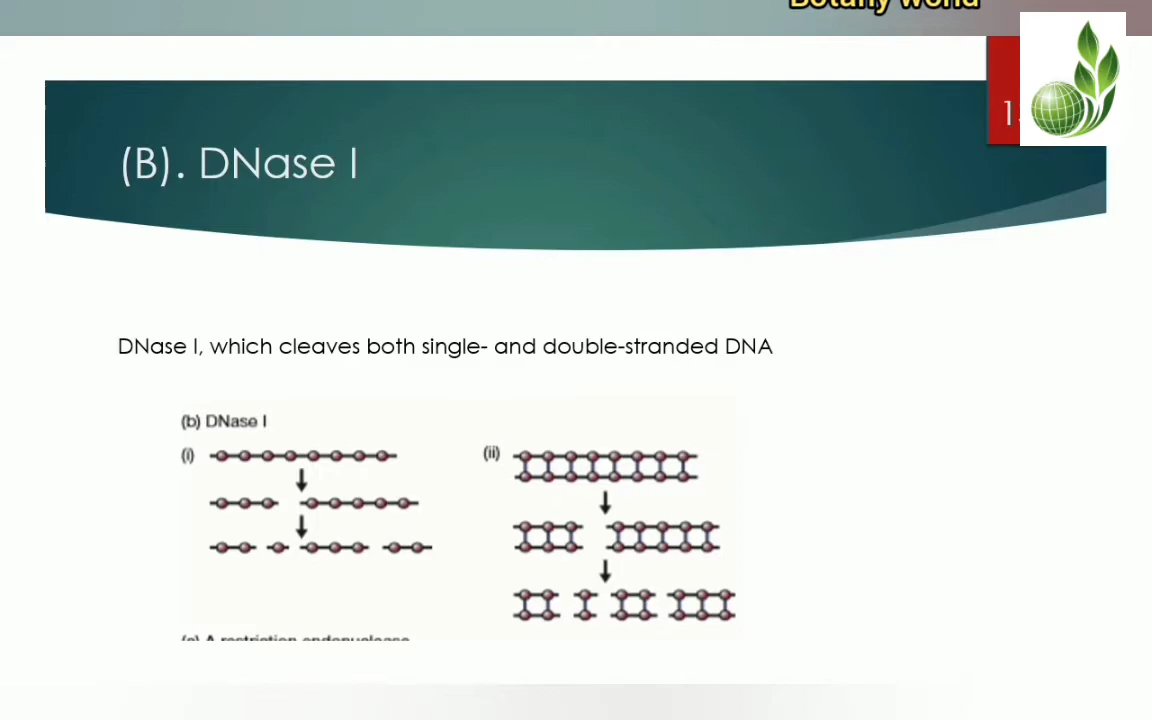 Botany world
(B). DNase I
DNase I, which cleaves both single- and double-stranded DNA
(b) DNase I
(i)
(ii)
(c) A restriction endonuclease